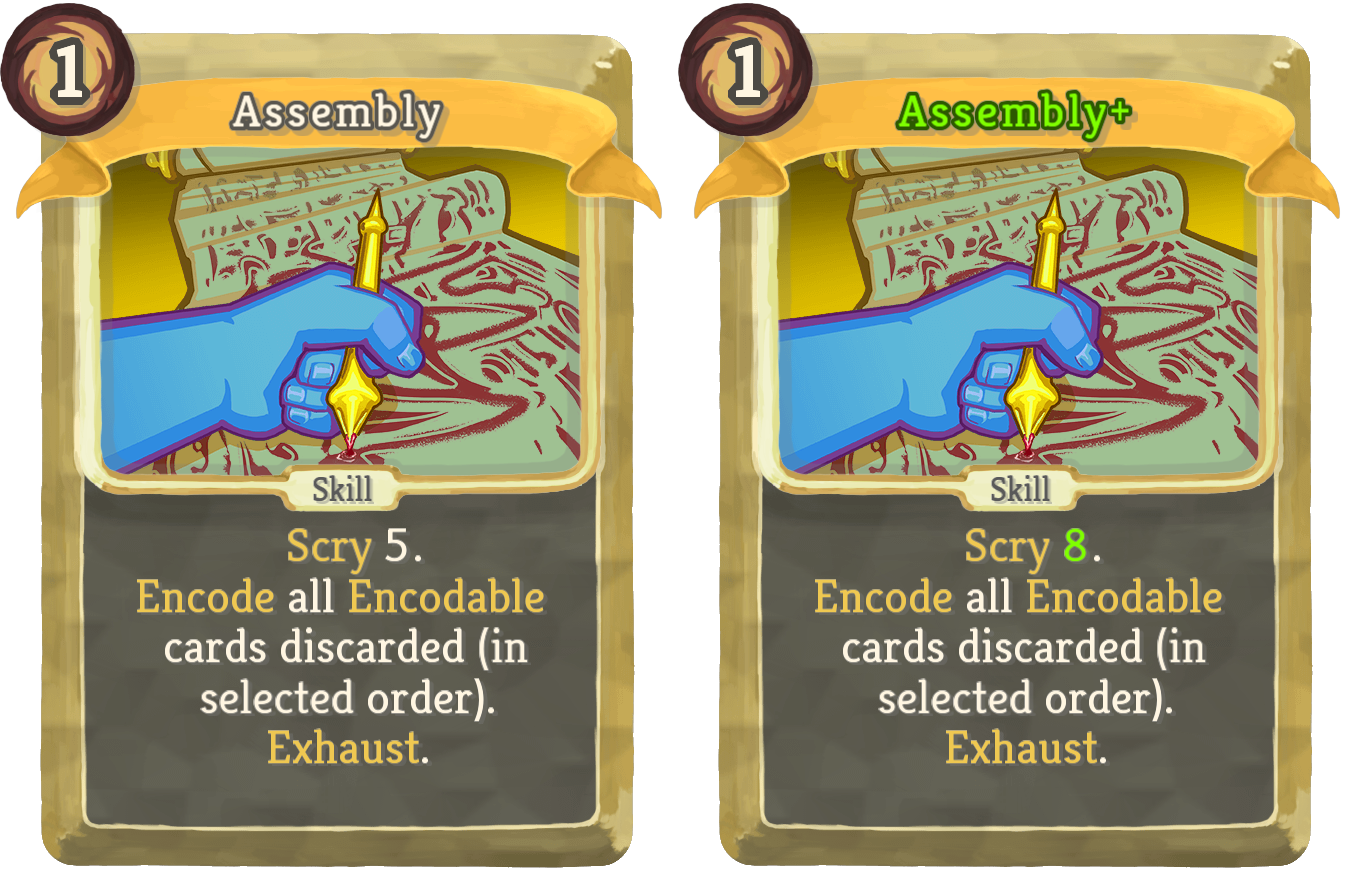 1
Assembly
Skill
Scry 5.
Encode all Encodable
cards discarded (in
selected order).
Exhaust.
1
Assembly+
Skill
Scry 8.
Encode all Encodable
cards discarded (in
selected order).
Exhaust.